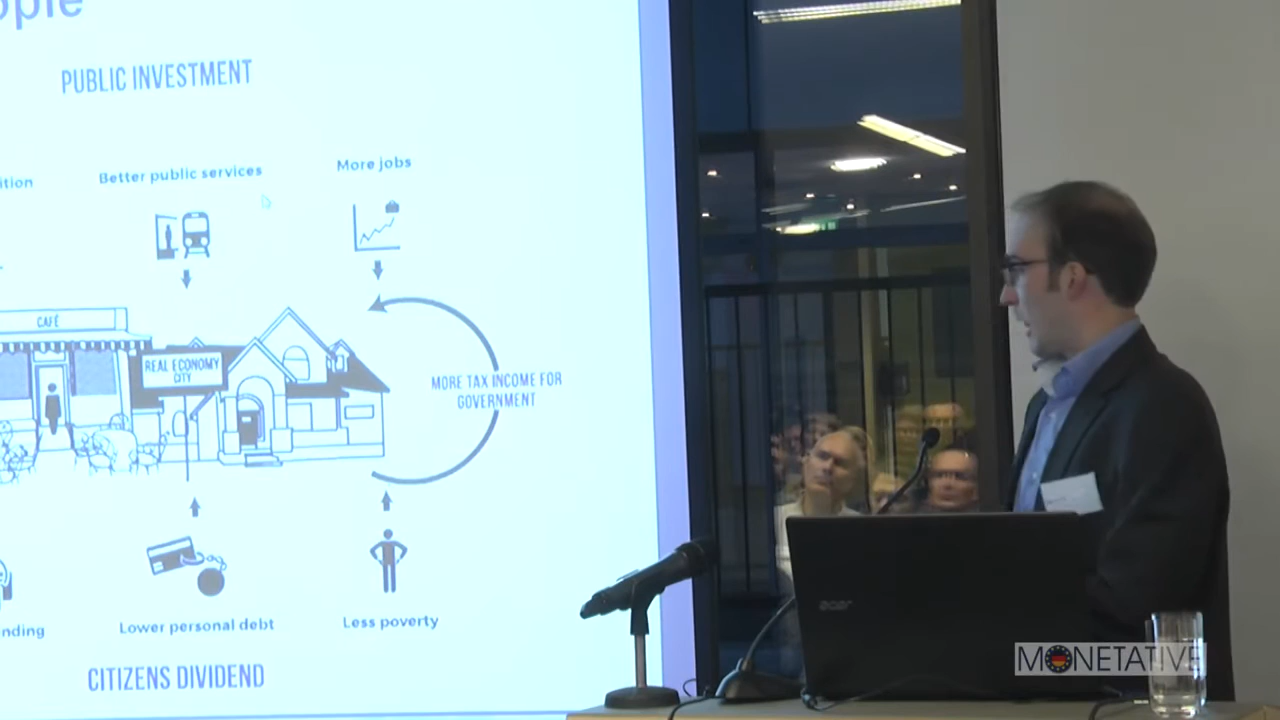 ople
PUBLIC INVESTMENT
ition
Better public services
More jobs
CAFÉ
REAL ECONOMY
CITY
MORE TAX INCOME FOR
GOVERNMENT
nding
Lower personal debt
Less poverty
CITIZENS DIVIDEND
acer
MONETATIVE